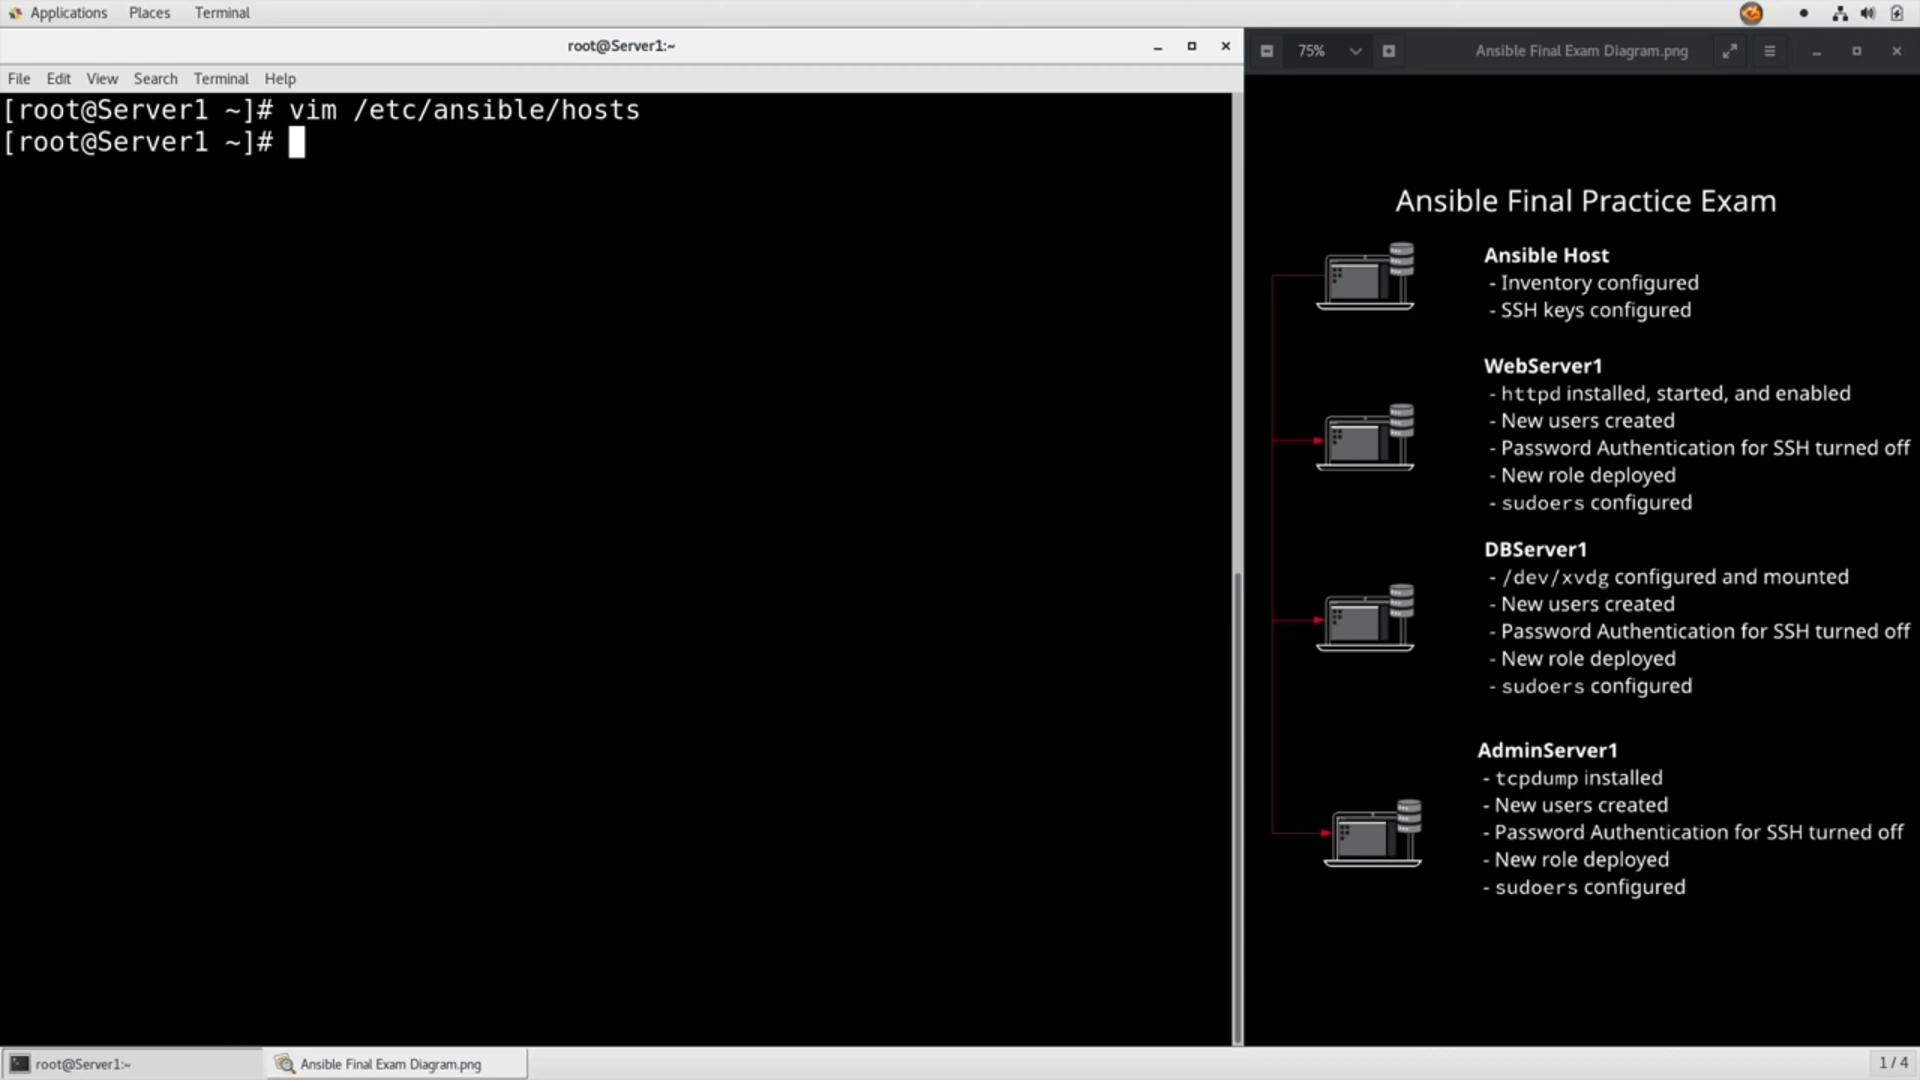 Applications Places Terminal
root@Server1:~
File Edit View Search Terminal Help
[root@Server1 ~]# vim /etc/ansible/hosts
[root@Server1 ~]#
75%
Ansible Final Exam Diagram.png
Ansible Final Practice Exam
Ansible Host
- Inventory configured
- SSH keys configured
WebServer1
- httpd installed, started, and enabled
- New users created
- Password Authentication for SSH turned off
- New role deployed
- sudoers configured
DBServer1
- /dev/xvdg configured and mounted
- New users created
- Password Authentication for SSH turned off
- New role deployed
- sudoers configured
AdminServer1
- tcpdump installed
- New users created
- Password Authentication for SSH turned off
- New role deployed
- sudoers configured
root@Server1:~
Ansible Final Exam Diagram.png
1 / 4